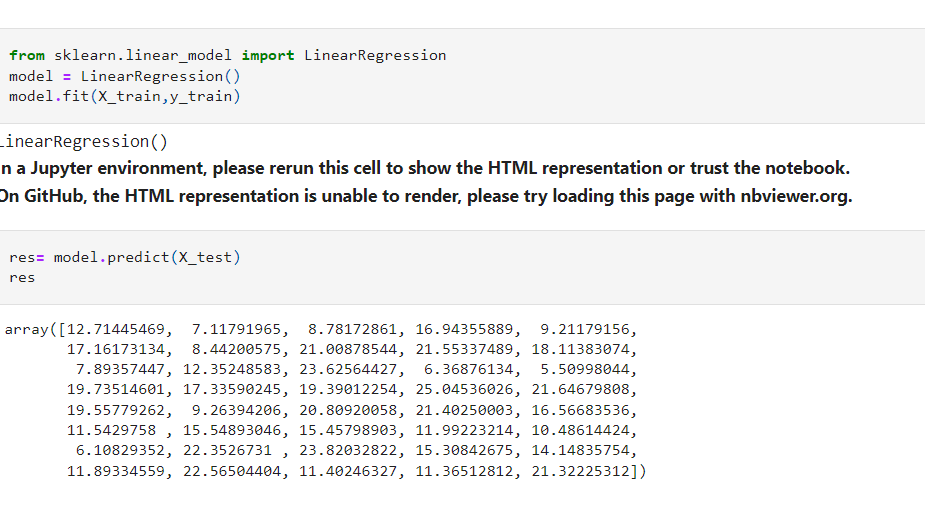 from sklearn.linear_model import LinearRegression
model = LinearRegression()
model.fit(X_train,y_train)
LinearRegression()
n a Jupyter environment, please rerun this cell to show the HTML representation or trust the notebook.
On GitHub, the HTML representation is unable to render, please try loading this page with nbviewer.org.
res= model.predict(X_test)
res
array([12.71445469,  7.11791965,  8.78172861, 16.94355889,  9.21179156,
17.16173134,  8.44200575, 21.00878544, 21.55337489, 18.11383074,
7.89357447, 12.35248583, 23.62564427,  6.36876134,  5.50998044,
19.73514601, 17.33590245, 19.39012254, 25.04536026, 21.64679808,
19.55779262,  9.26394206, 20.80920058, 21.40250003, 16.56683536,
11.5429758 , 15.54893046, 15.45798903, 11.99223214, 10.48614424,
6.10829352, 22.3526731 , 23.82032822, 15.30842675, 14.14835754,
11.89334559, 22.56504404, 11.40246327, 11.36512812, 21.32225312])